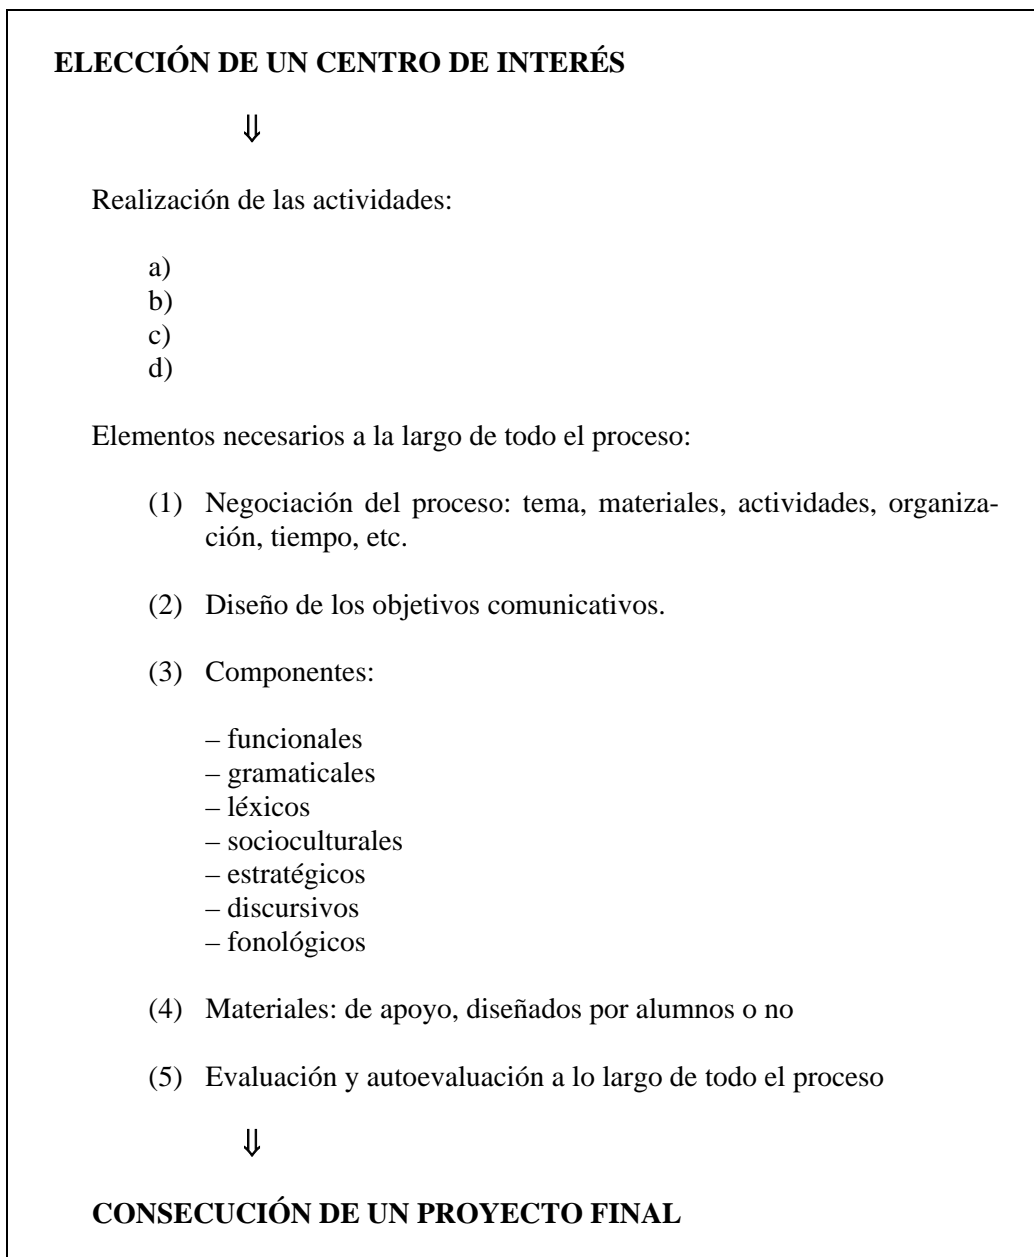 ELECCIÓN DE UN CENTRO DE INTERÉS
⇓
Realización de las actividades:
a)
b)
c)
d)
Elementos necesarios a la largo de todo el proceso:
(1) Negociación del proceso: tema, materiales, actividades, organiza-
ción, tiempo, etc.
(2) Diseño de los objetivos comunicativos.
(3) Componentes:
– funcionales
– gramaticales
– léxicos
– socioculturales
– estratégicos
– discursivos
– fonológicos
(4) Materiales: de apoyo, diseñados por alumnos o no
(5) Evaluación y autoevaluación a lo largo de todo el proceso
⇓
CONSECUCIÓN DE UN PROYECTO FINAL